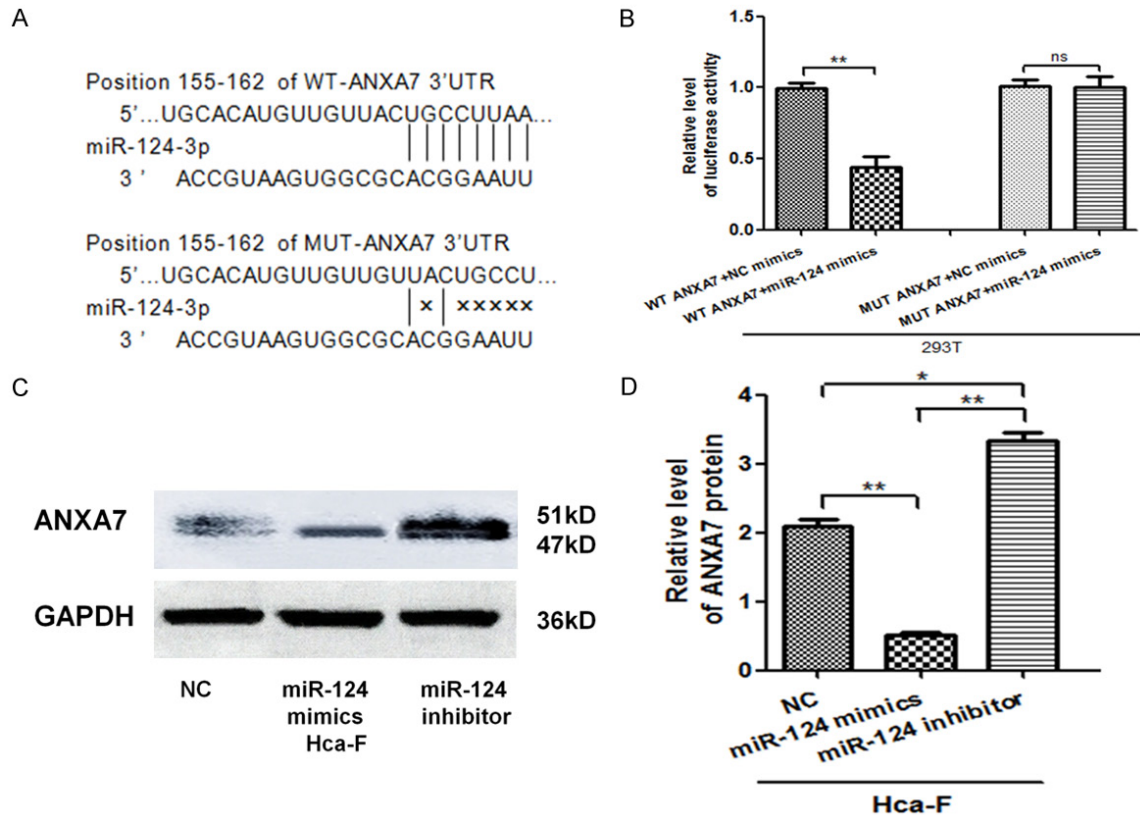 A
Position 155-162 of WT-ANXA7 3'UTR
5'...UGCACAUGUUGUUACUGCCUUAA...
miR-124-3p
3 ' ACCGUAAGUGGCGCACGGAAUU
Position 155-162 of MUT-ANXA7 3'UTR
5'...UGCACAUGUUGUUGUUACUGCCU...
miR-124-3p x xxxxx
3 ' ACCGUAAGUGGCGCACGGAAUU
B
Relative level
of luciferase activity
1.5
1.0
0.5
0.0
**
ns
WT ANXA7+NC mimics
WT ANXA7+miR-124 mimics
MUT ANXA7+NC mimics
MUT ANXA7+miR-124 mimics
293T
C
ANXA7
51kD
47kD
GAPDH
36kD
NC
miR-124
mimics
Hca-F
miR-124
inhibitor
D
Relative level
of ANXA7 protein
4
3
2
1
0
*
**
**
NC
miR-124 mimics
miR-124 inhibitor
Hca-F